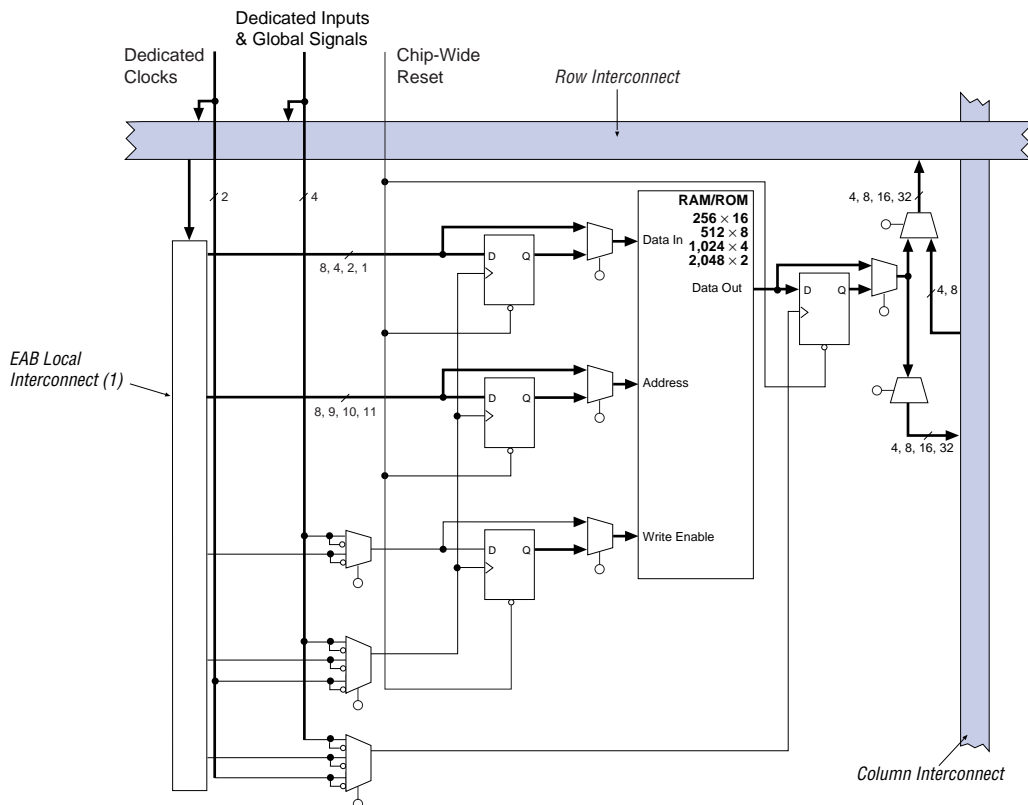 Dedicated Inputs
& Global Signals
Dedicated
Clocks
Chip-Wide
Reset
Row Interconnect
2
4
4, 8, 16, 32
RAM/ROM
256 × 16
512 × 8
1,024 × 4
2,048 × 2
Data In
D
Q
8, 4, 2, 1
Data Out
D
Q
4, 8
EAB Local
Interconnect (1)
D
Q
Address
8, 9, 10, 11
4, 8, 16, 32
D
Q
Write Enable
Column Interconnect